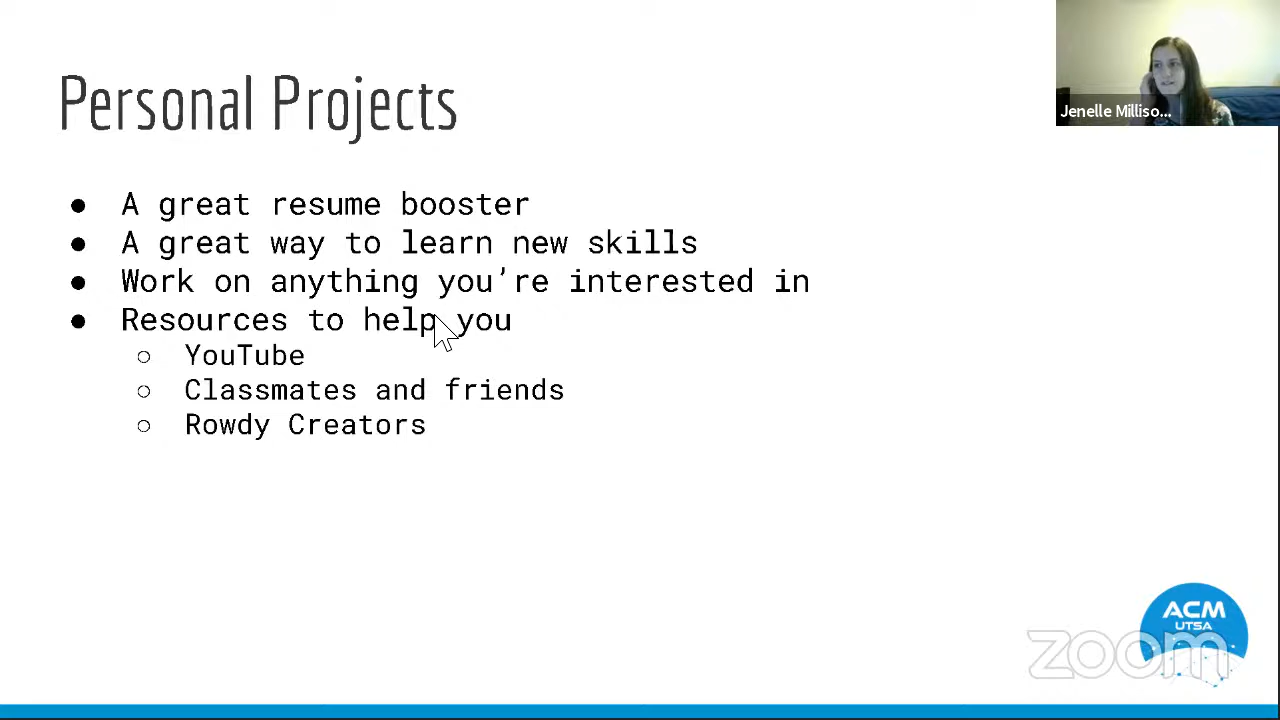 Personal Projects
Jenelle Milliso...
● A great resume booster
● A great way to learn new skills
● Work on anything you’re interested in
● Resources to help you
○ YouTube
○ Classmates and friends
○ Rowdy Creators
ACM
UTSA
zoom